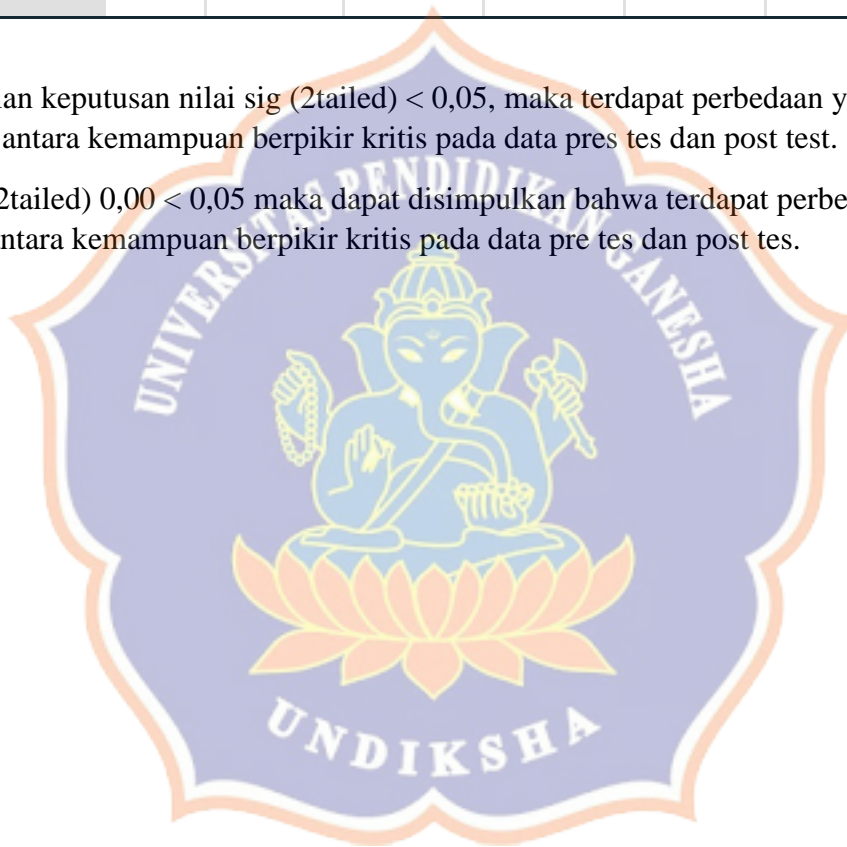 an keputusan nilai sig (2tailed) < 0,05, maka terdapat perbedaan y
antara kemampuan berpikir kritis pada data pres tes dan post test.
2tailed) 0,00 < 0,05 maka dapat disimpulkan bahwa terdapat perbe
ntara kemampuan berpikir kritis pada data pre tes dan post tes.
UNIVERSITAS PENDIDIKAN GANESHA
UNDIKSHA